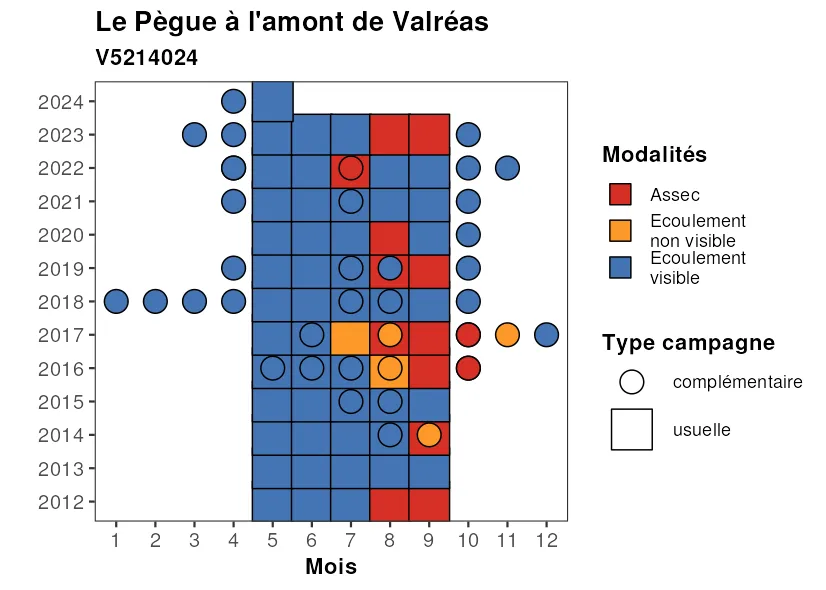 Le Pègue à l'amont de Valréas
V5214024
2024
2023
2022
2021
2020
2019
2018
2017
2016
2015
2014
2013
2012
1 2 3 4 5 6 7 8 9 10 11 12
Mois
Modalités
Assec
Ecoulement
non visible
Ecoulement
visible
Type campagne
complémentaire
usuelle